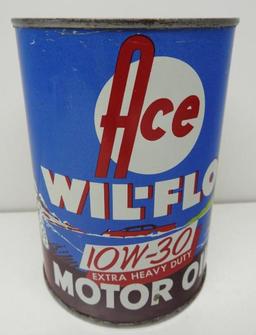 Ace
WIL-FLO
10W-30
EXTRA HEAVY DUTY
MOTOR OI